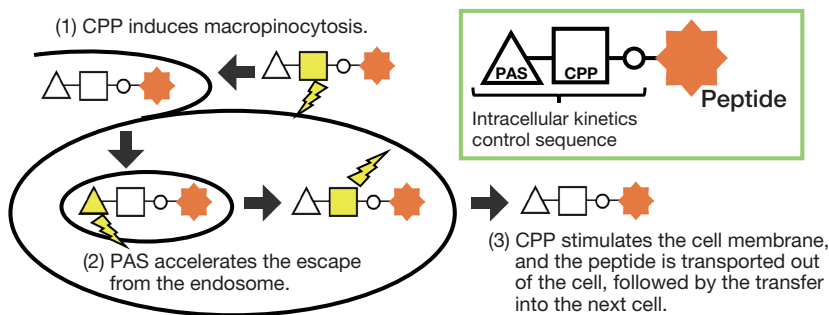 (1) CPP induces macropinocytosis.
PAS
CPP
Peptide
Intracellular kinetics
control sequence
(2) PAS accelerates the escape
from the endosome.
(3) CPP stimulates the cell membrane,
and the peptide is transported out
of the cell, followed by the transfer
into the next cell.